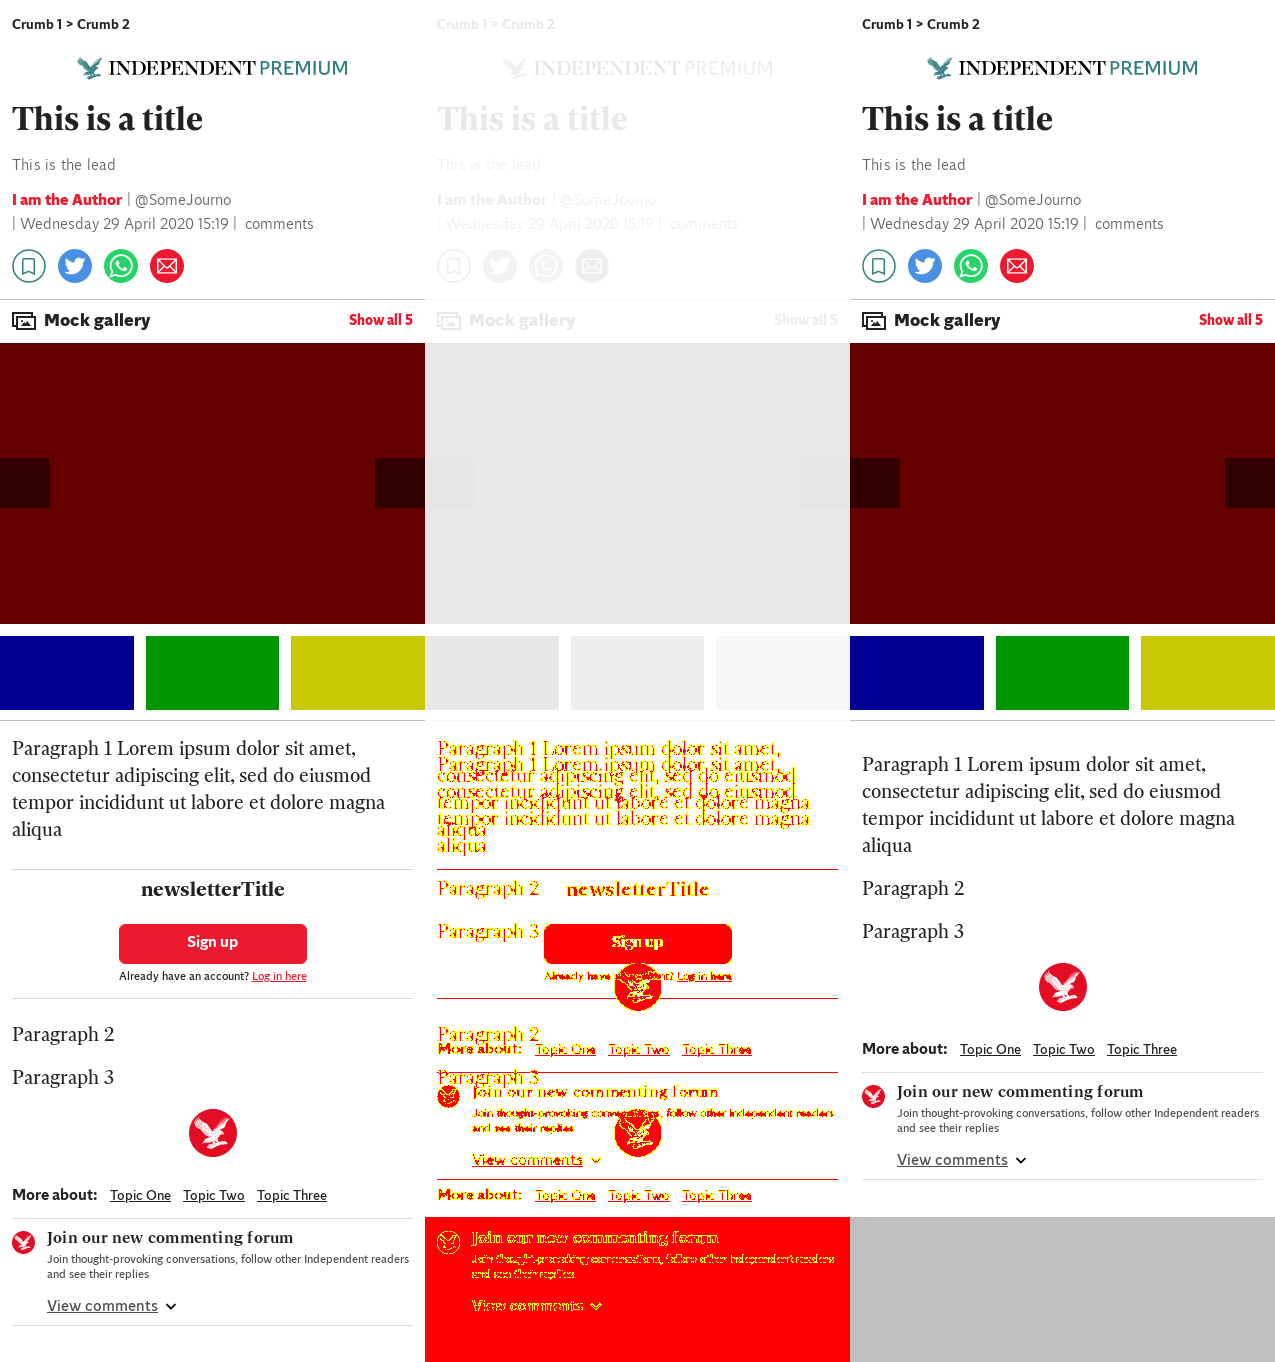 Crumb 1 > Crumb 2
INDEPENDENT PREMIUM
This is a title
This is the lead
I am the Author | @SomeJourno
| Wednesday 29 April 2020 15:19 | comments
Mock gallery
Show all 5
Paragraph 1 Lorem ipsum dolor sit amet,
consectetur adipiscing elit, sed do eiusmod
tempor incididunt ut labore et dolore magna
aliqua
newsletterTitle
Sign up
Already have an account? Log in here
Paragraph 2
Paragraph 3
More about: Topic One Topic Two Topic Three
Join our new commenting forum
Join thought-provoking conversations, follow other Independent readers
and see their replies
View comments
Crumb 1 > Crumb 2
INDEPENDENT PREMIUM
This is a title
This is the lead
I am the Author | @SomeJourno
| Wednesday 29 April 2020 15:19 | comments
Mock gallery
Show all 5
Paragraph 1 Lorem ipsum dolor sit amet,
Paragraph 1 Lorem ipsum dolor sit amet,
consectetur adipiscing elit, sed do eiusmod
consectetur adipiscing elit, sed do eiusmod
tempor incididunt ut labore et dolore magna
tempor incididunt ut labore et dolore magna
aliqua
aliqua
Paragraph 2 newsletterTitle
Paragraph 3
Sign up
Already have an account? Log in here
Paragraph 2
More about: Topic One Topic Two Topic Three
Paragraph 3
Join our new commenting forum
Join thought-provoking conversations, follow other Independent readers
and see their replies
View comments
More about: Topic One Topic Two Topic Three
Join our new commenting forum
Join thought-provoking conversations, follow other Independent readers
and see their replies
View comments
Crumb 1 > Crumb 2
INDEPENDENT PREMIUM
This is a title
This is the lead
I am the Author | @SomeJourno
| Wednesday 29 April 2020 15:19 | comments
Mock gallery
Show all 5
Paragraph 1 Lorem ipsum dolor sit amet,
consectetur adipiscing elit, sed do eiusmod
tempor incididunt ut labore et dolore magna
aliqua
Paragraph 2
Paragraph 3
More about: Topic One Topic Two Topic Three
Join our new commenting forum
Join thought-provoking conversations, follow other Independent readers
and see their replies
View comments